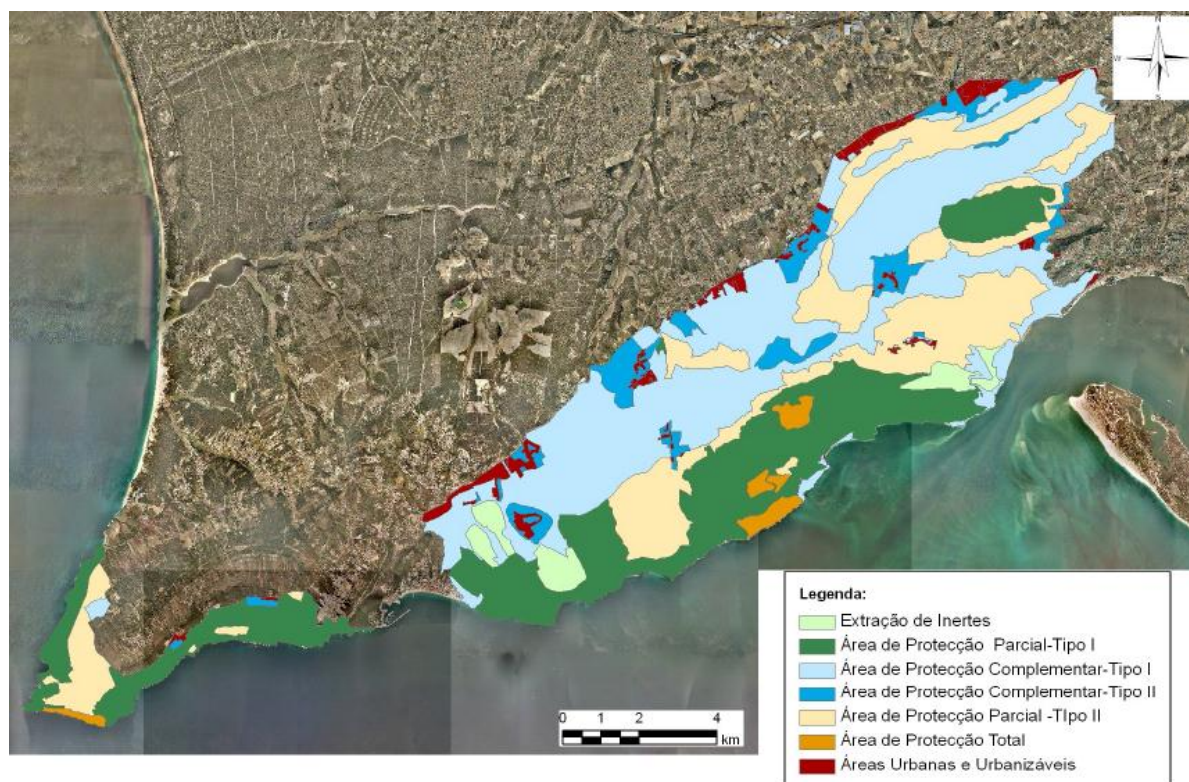 N
W
S
Legenda:
Extração de Inertes
Área de Protecção Parcial-Tipo I
Área de Protecção Complementar-Tipo I
Área de Protecção Complementar-Tipo II
Área de Protecção Parcial -TIpo II
Área de Protecção Total
Áreas Urbanas e Urbanizáveis
0 1 2 4
km